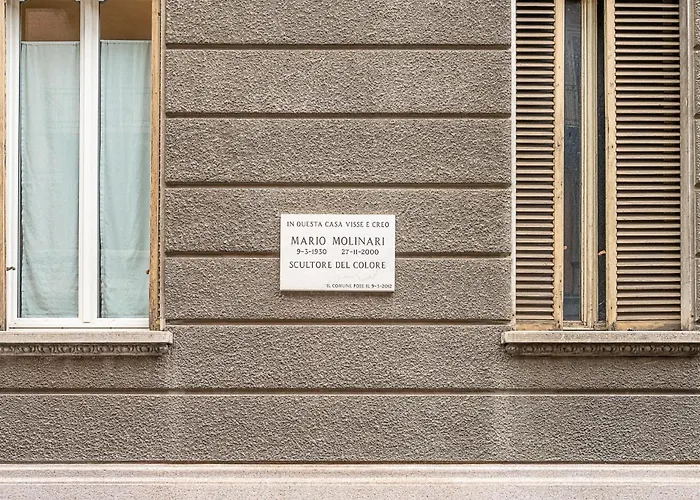 IN QUESTA CASA VISSE E CREÒ
MARIO MOLINARI
9-3-1930 27-11-2000
SCULTORE DEL COLORE
IL COMUNE POSE IL 9-3-2012